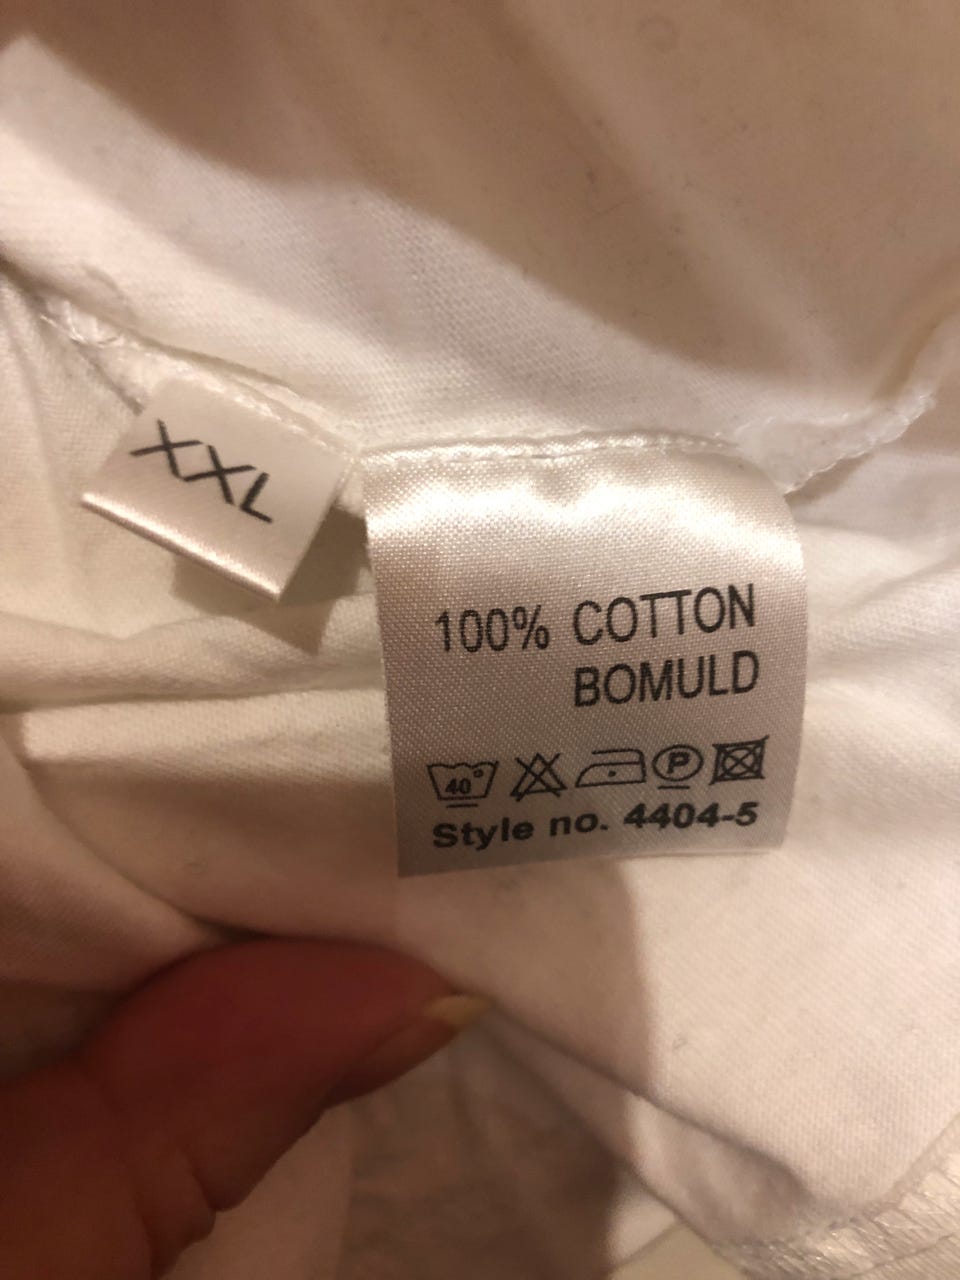 XXL
100% COTTON
BOMULD
40°
P
Style no. 4404-5